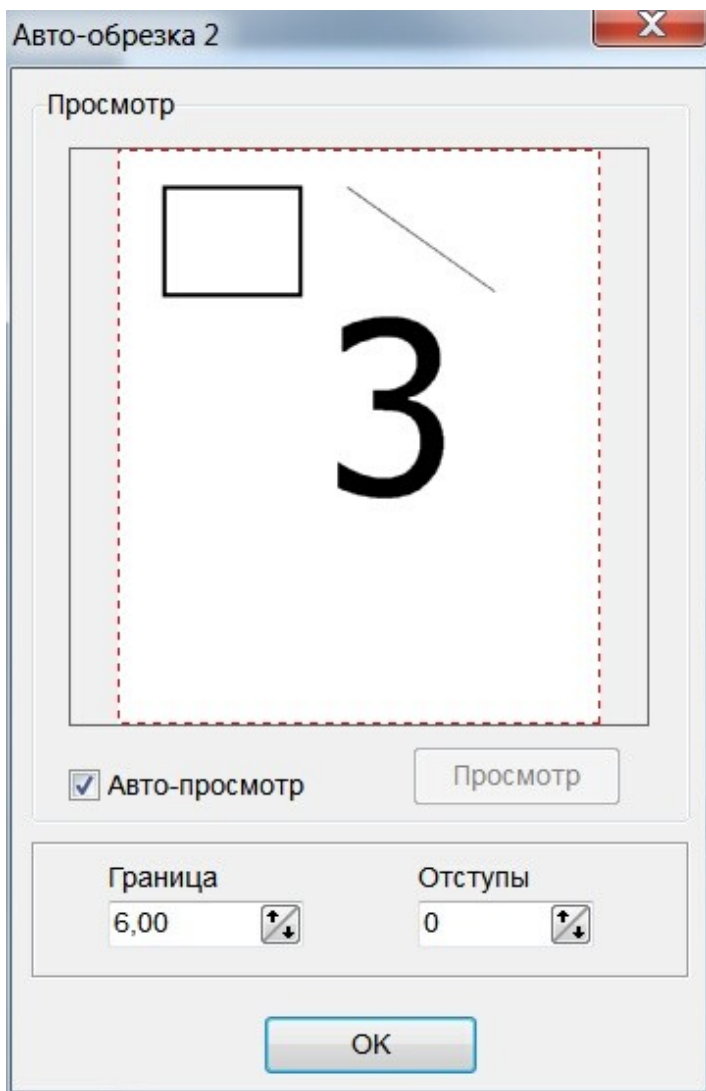 Авто-обрезка 2
Просмотр
3
Авто-просмотр
Просмотр
Граница
Отступы
6,00
0
OK